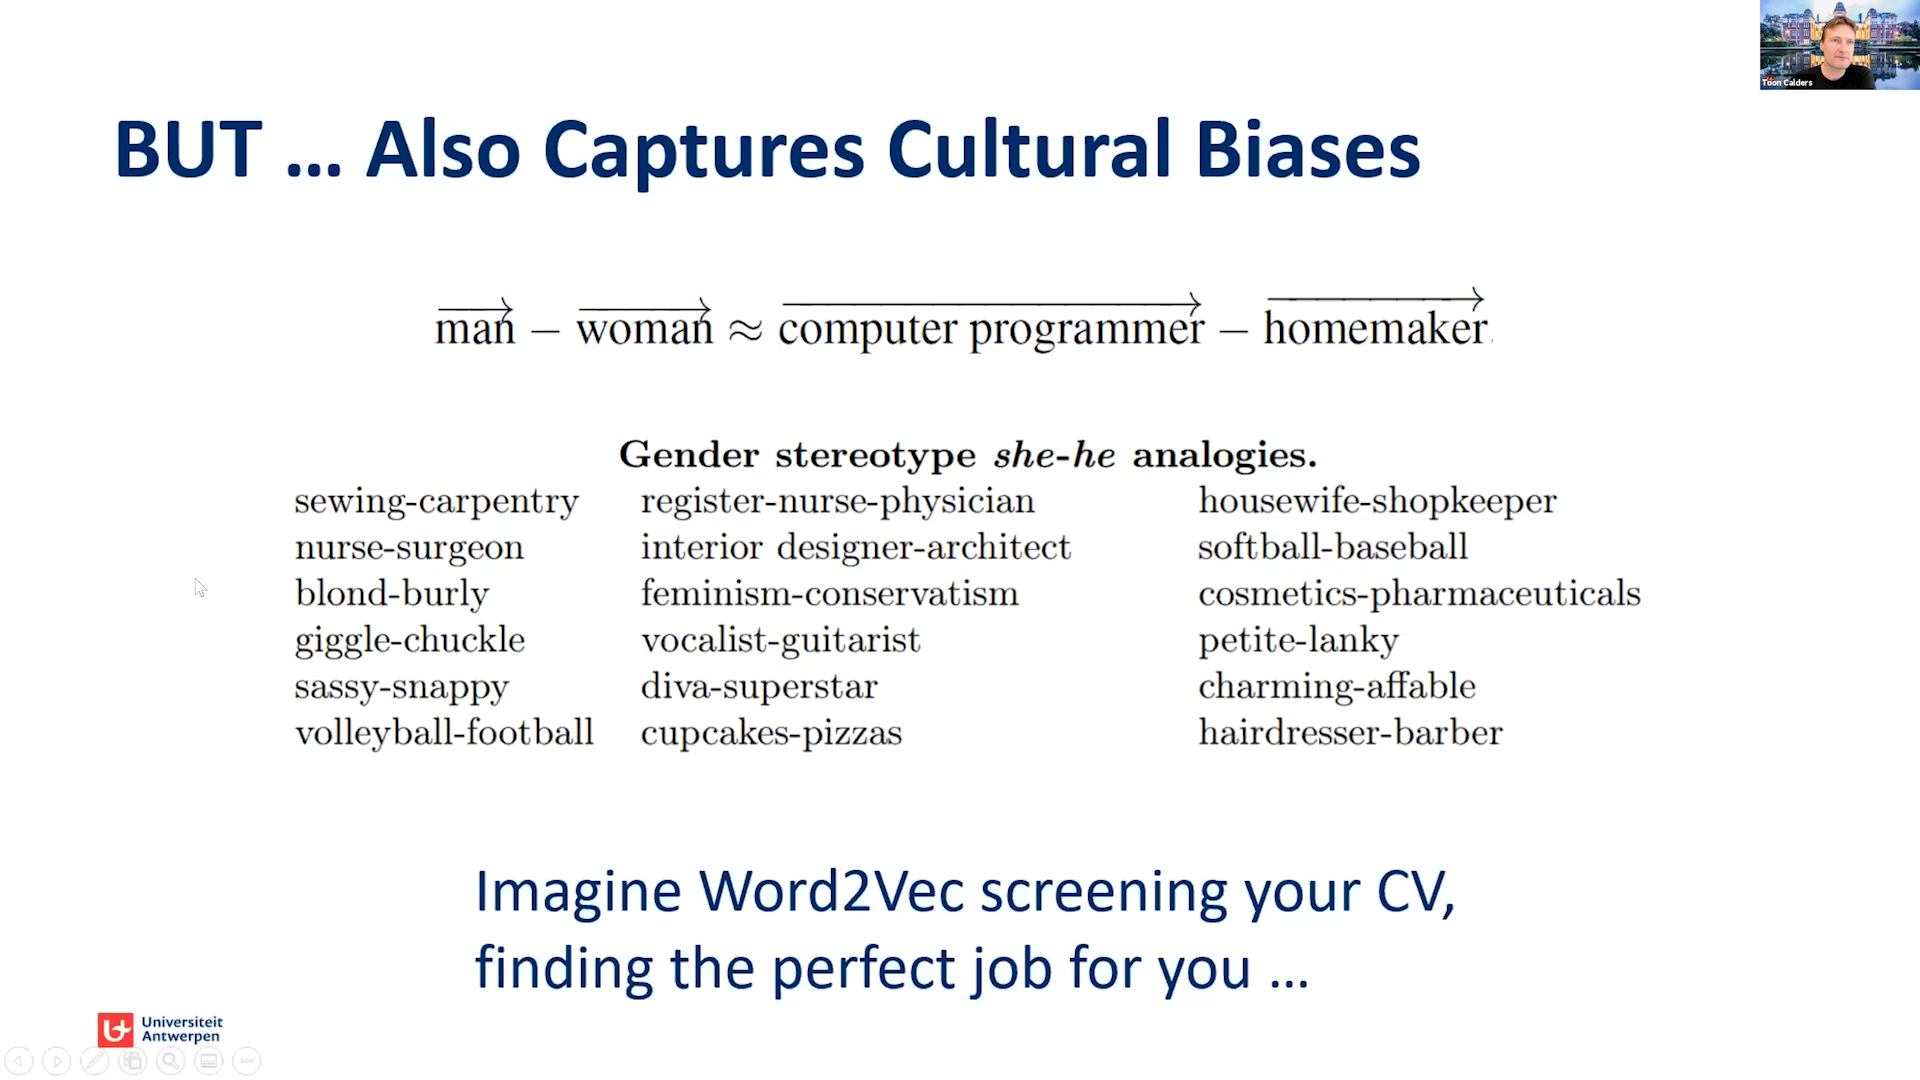 Toon Calders
BUT ... Also Captures Cultural Biases
man − woman ≈ computer programmer − homemaker.
Gender stereotype she-he analogies.
sewing-carpentry register-nurse-physician housewife-shopkeeper
nurse-surgeon interior designer-architect softball-baseball
blond-burly feminism-conservatism cosmetics-pharmaceuticals
giggle-chuckle vocalist-guitarist petite-lanky
sassy-snappy diva-superstar charming-affable
volleyball-football cupcakes-pizzas hairdresser-barber
Imagine Word2Vec screening your CV,
finding the perfect job for you ...
Universiteit
Antwerpen